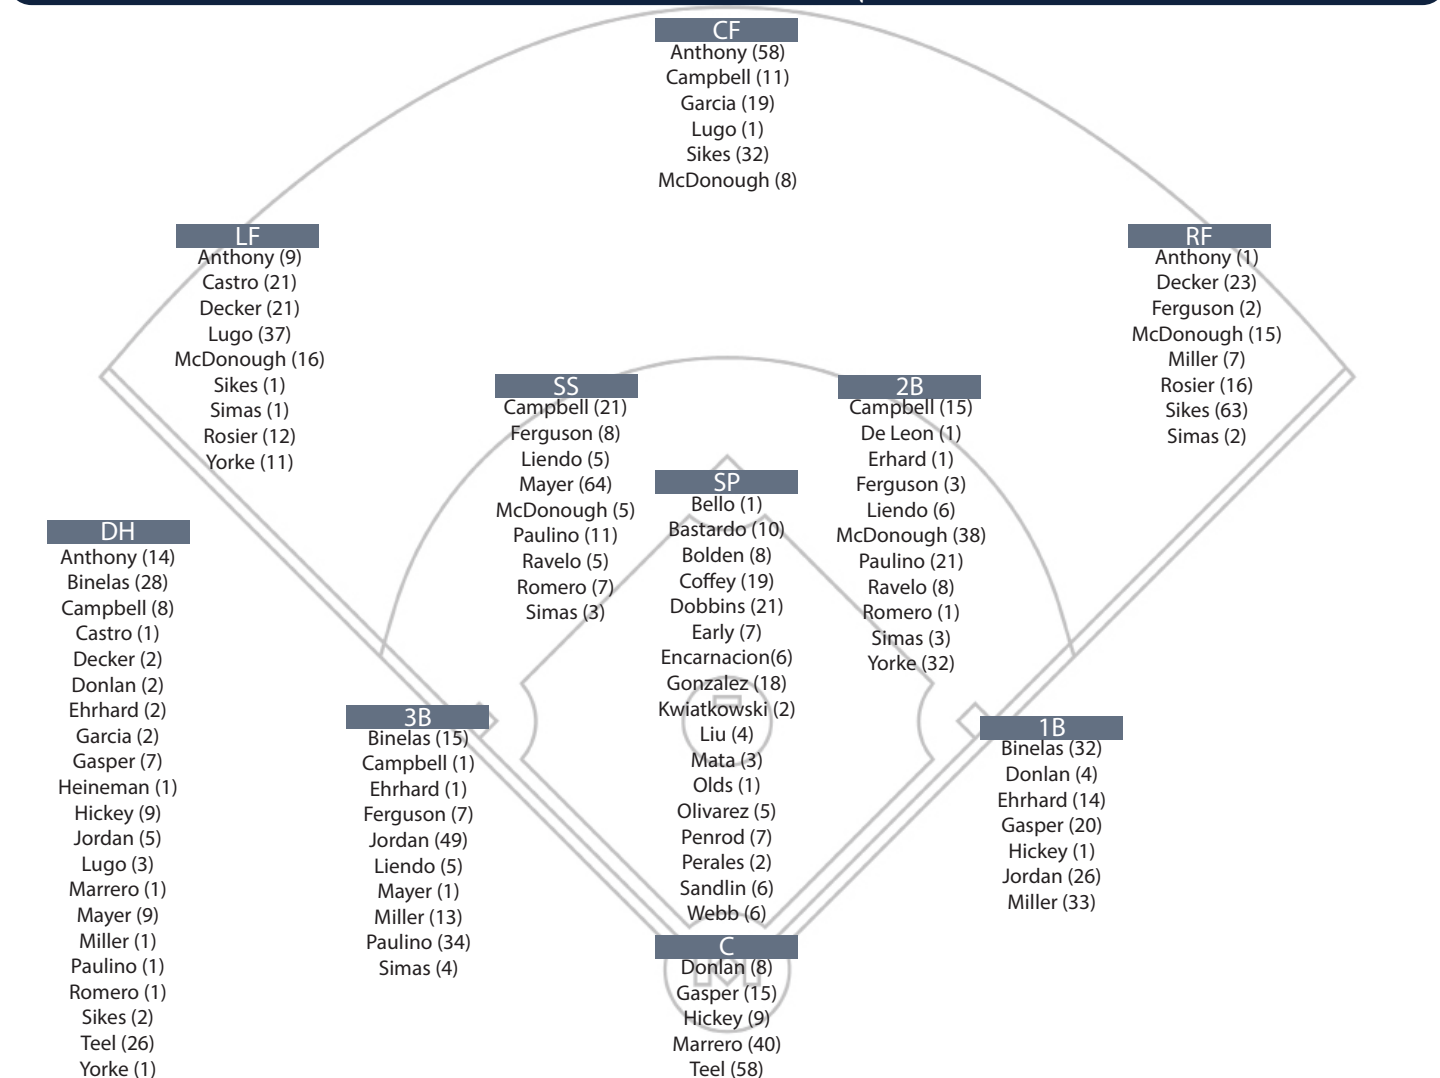 CF
Anthony (58)
Campbell (11)
Garcia (19)
Lugo (1)
Sikes (32)
McDonough (8)
LF
Anthony (9)
Castro (21)
Decker (21)
Lugo (37)
McDonough (16)
Sikes (1)
Simas (1)
Rosier (12)
Yorke (11)
RF
Anthony (1)
Decker (23)
Ferguson (2)
McDonough (15)
Miller (7)
Rosier (16)
Sikes (63)
Simas (2)
SS
Campbell (21)
Ferguson (8)
Liendo (5)
Mayer (64)
McDonough (5)
Paulino (11)
Ravelo (5)
Romero (7)
Simas (3)
2B
Campbell (15)
De Leon (1)
Erhard (1)
Ferguson (3)
Liendo (6)
McDonough (38)
Paulino (21)
Ravelo (8)
Romero (1)
Simas (3)
Yorke (32)
SP
Bello (1)
Bastardo (10)
Bolden (8)
Coffey (19)
Dobbins (21)
Early (7)
Encarnacion(6)
Gonzalez (18)
Kwiatkowski (2)
Liu (4)
Mata (3)
Olds (1)
Olivarez (5)
Penrod (7)
Perales (2)
Sandlin (6)
Webb (6)
DH
Anthony (14)
Binelas (28)
Campbell (8)
Castro (1)
Decker (2)
Donlan (2)
Ehrhard (2)
Garcia (2)
Gasper (7)
Heineman (1)
Hickey (9)
Jordan (5)
Lugo (3)
Marrero (1)
Mayer (9)
Miller (1)
Paulino (1)
Romero (1)
Sikes (2)
Teel (26)
Yorke (1)
3B
Binelas (15)
Campbell (1)
Ehrhard (1)
Ferguson (7)
Jordan (49)
Liendo (5)
Mayer (1)
Miller (13)
Paulino (34)
Simas (4)
1B
Binelas (32)
Donlan (4)
Ehrhard (14)
Gasper (20)
Hickey (1)
Jordan (26)
Miller (33)
C
Donlan (8)
Gasper (15)
Hickey (9)
Marrero (40)
Teel (58)